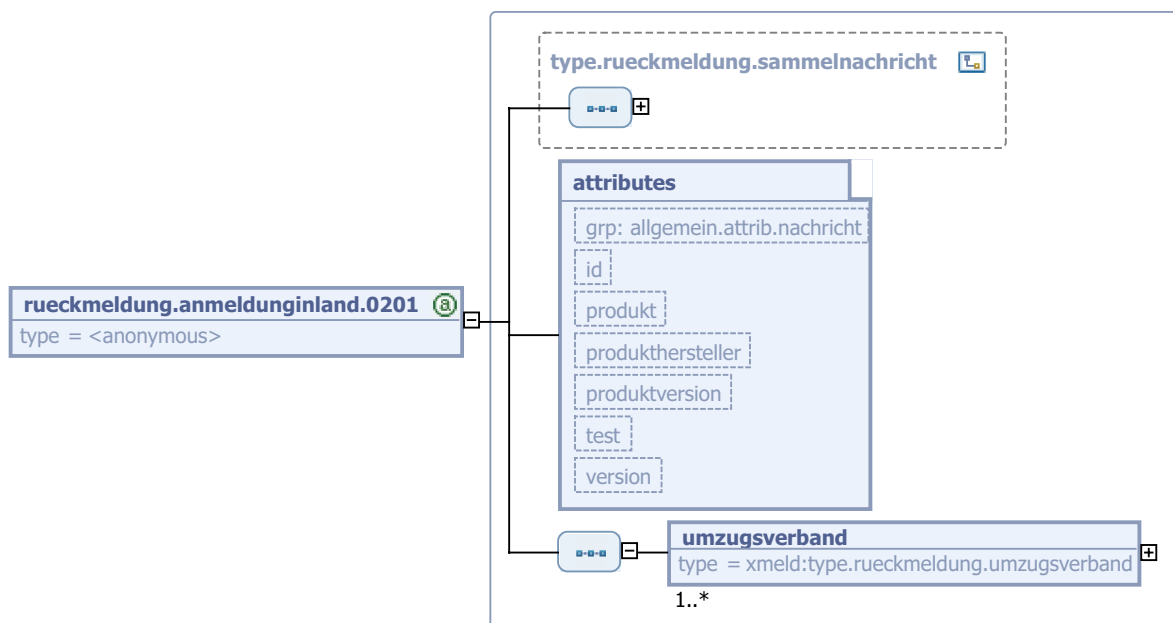 type.rueckmeldung.sammelnachricht
attributes
grp: allgemein.attrib.nachricht
id
produkt
rueckmeldung.anmeldunginland.0201 @
type = <anonymous>
produkthersteller
produktversion
test
version
umzugsverband
type = xmeld:type.rueckmeldung.umzugsverband
1..*